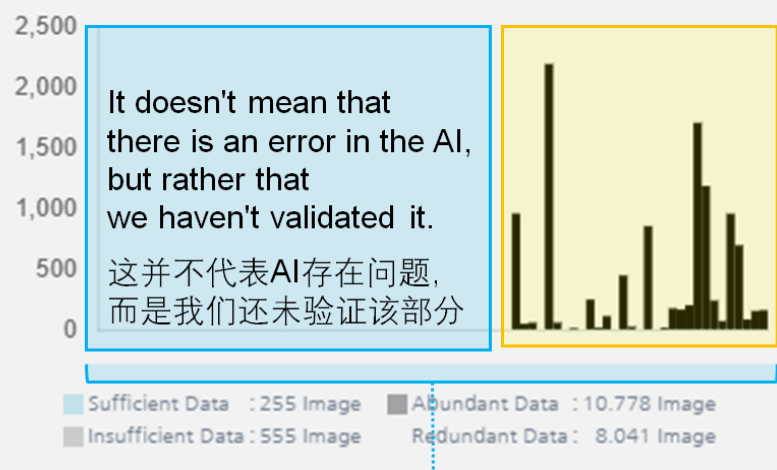 2,500
2,000
1,500
1,000
500
0
It doesn't mean that
there is an error in the AI,
but rather that
we haven't validated it.
这并不代表AI存在问题,
而是我们还未验证该部分
Sufficient Data : 255 Image
Abundant Data : 10.778 Image
Insufficient Data : 555 Image
Redundant Data : 8.041 Image